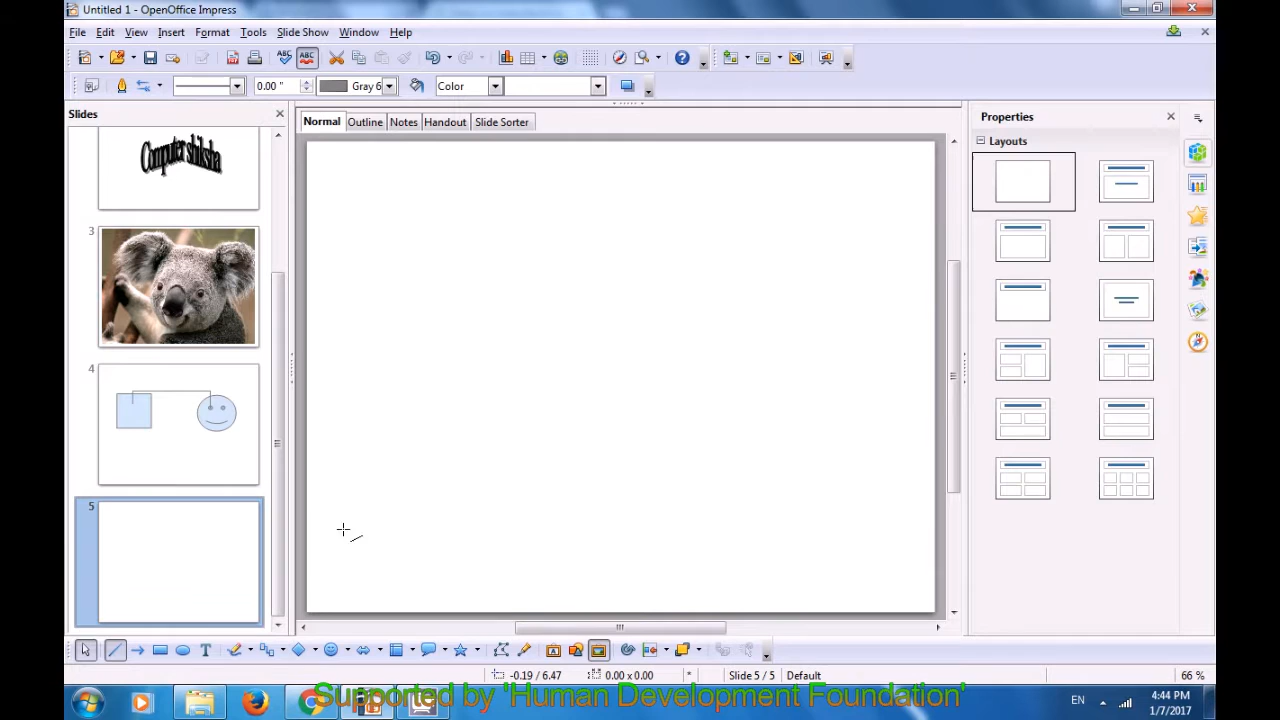 Untitled 1 - OpenOffice Impress
File Edit View Insert Format Tools Slide Show Window Help
0.00 " Gray 6 Color
Slides
Normal Outline Notes Handout Slide Sorter
Properties
Layouts
Computer shiksha
3
4
5
-0.19 / 6.47 0.00 x 0.00 * Slide 5 / 5 Default 66 %
EN 4:44 PM
1/7/2017
Supported by 'Human Development Foundation'